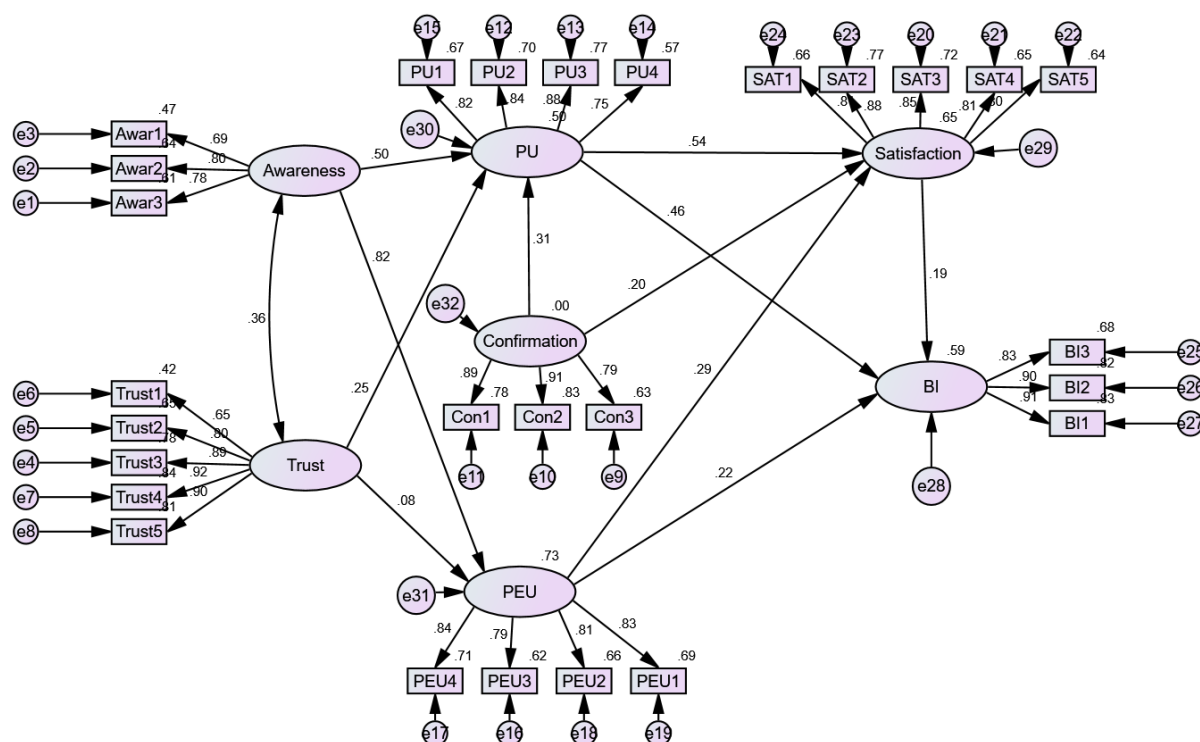 e15 e12 e13 e14
.67 .70 .77 .57
PU1 PU2 PU3 PU4
.82 .84 .88 .75
e24 e23 e20 e21 e22
.66 .77 .72 .65 .64
SAT1 SAT2 SAT3 SAT4 SAT5
.88 .85 .81
e30 .50
PU
.65
Satisfaction
e29
.47
e3 Awar1 .69
.64
e2 Awar2 .80
.61
e1 Awar3 .78
Awareness
.50
.54
.82
.46
.31
.20
.19
.36
e32 .00
Confirmation
.89 .91 .79
.78 .83 .63
Con1 Con2 Con3
e11 e10 e9
.25
.29
.59
BI
.68
.83 BI3 e25
.82
.90 BI2 e26
.83
.91 BI1 e27
e28
.42
e6 Trust1 .65
.65
e5 Trust2 .80
.78
e4 Trust3 .89
.84
e7 Trust4 .92
.81
e8 Trust5 .90
Trust
.08
.22
.73
e31 PEU
.84 .79 .81 .83
.71 .62 .66 .69
PEU4 PEU3 PEU2 PEU1
e17 e16 e18 e19